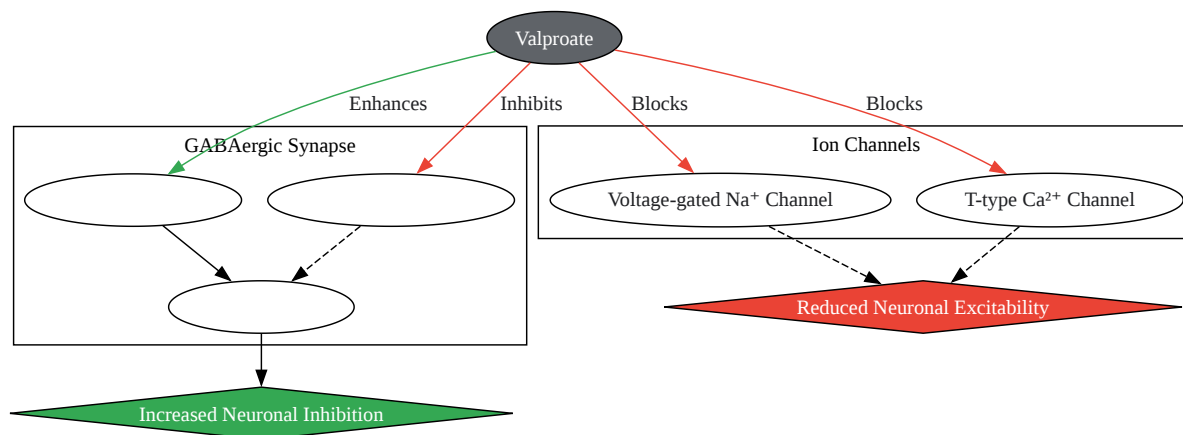 Valproate
Enhances
Inhibits
Blocks
Blocks
GABAergic Synapse
Ion Channels
Voltage-gated Na⁺ Channel
T-type Ca²⁺ Channel
Reduced Neuronal Excitability
Increased Neuronal Inhibition